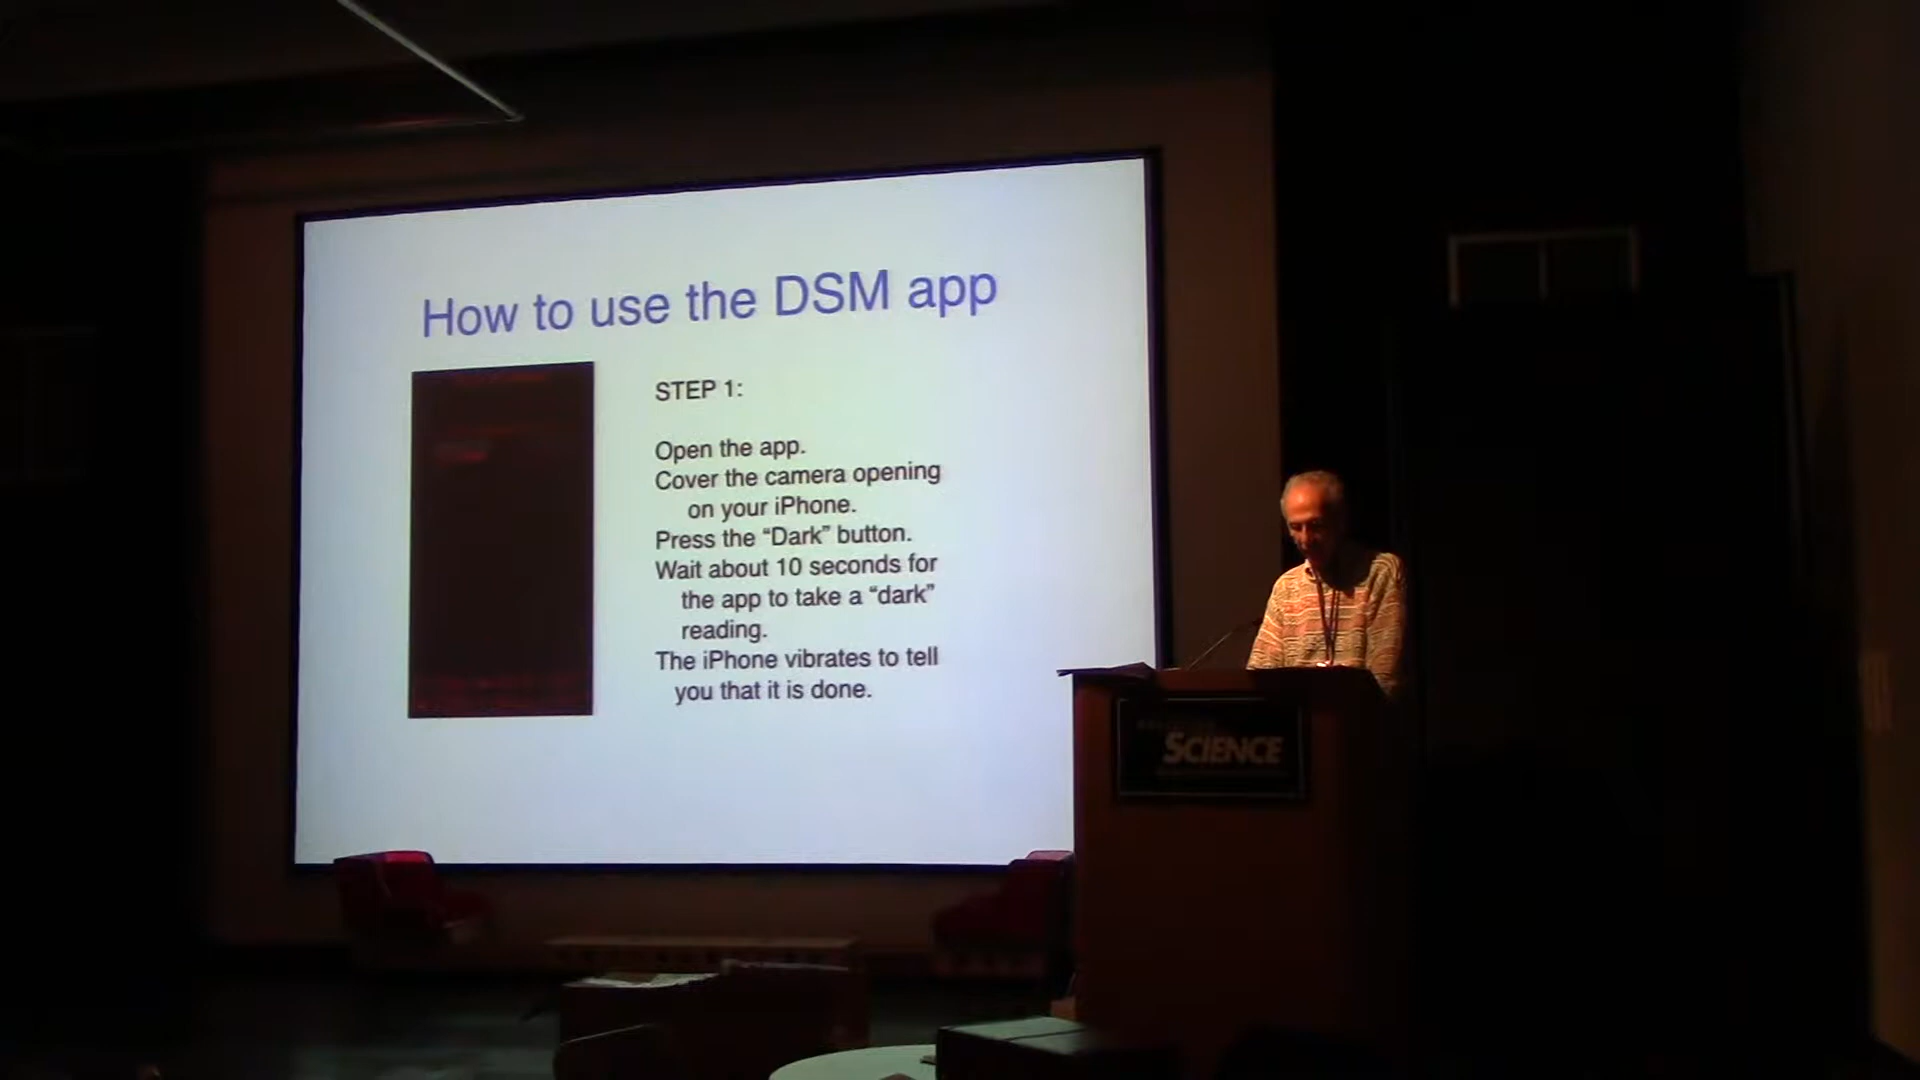 How to use the DSM app
STEP 1:
Open the app.
Cover the camera opening
on your iPhone.
Press the “Dark” button.
Wait about 10 seconds for
the app to take a “dark”
reading.
The iPhone vibrates to tell
you that it is done.
SCIENCE